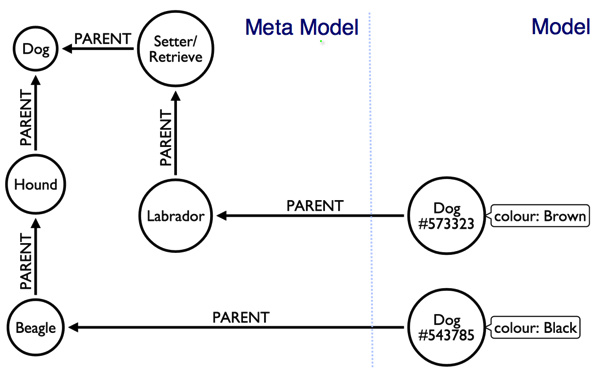 Meta Model
Model
Dog
PARENT
Setter/
Retrieve
PARENT
PARENT
Hound
Labrador
PARENT
Dog
#573323
colour: Brown
PARENT
Beagle
PARENT
Dog
#543785
colour: Black